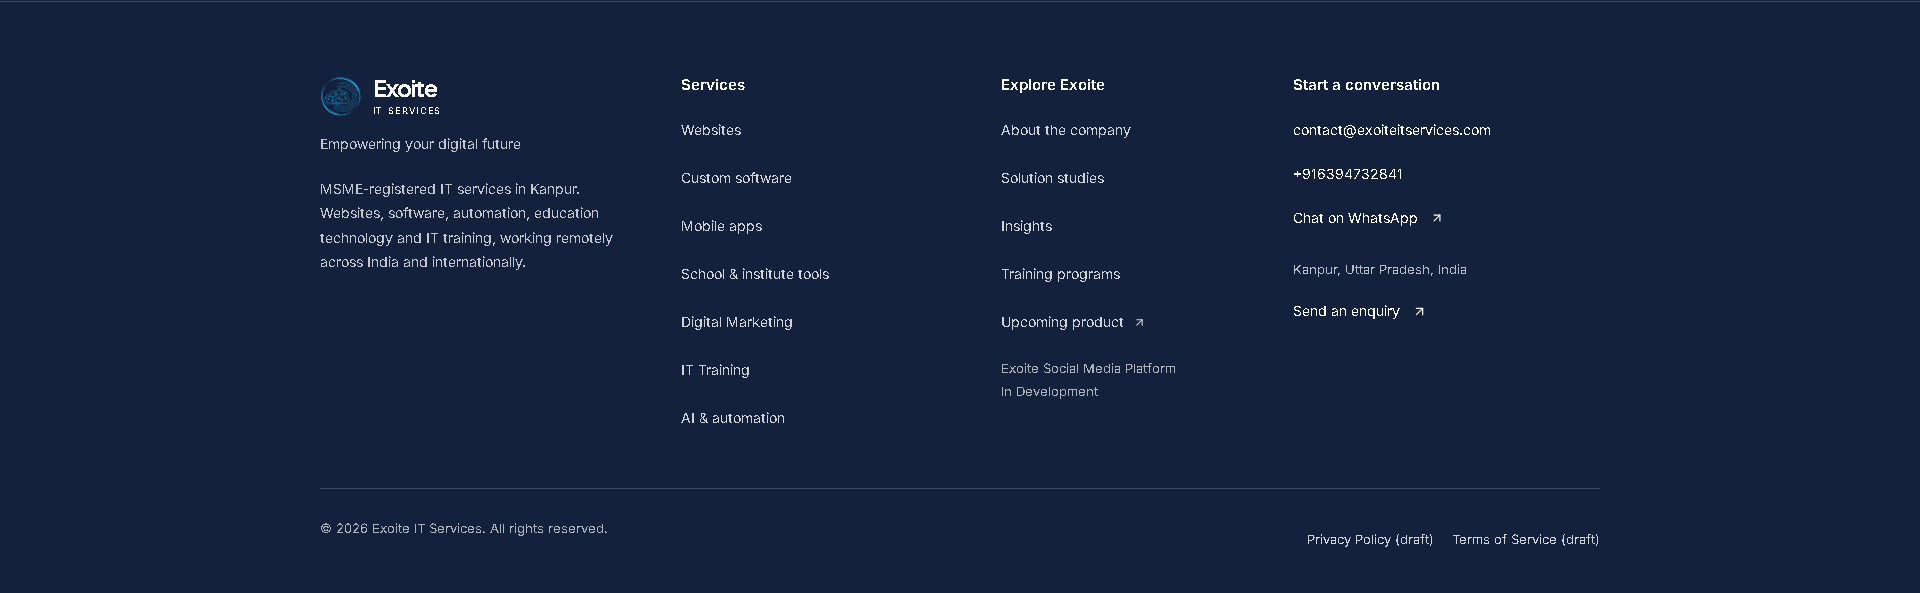 Exoite
IT SERVICES
Empowering your digital future
MSME-registered IT services in Kanpur.
Websites, software, automation, education
technology and IT training, working remotely
across India and internationally.
Services
Websites
Custom software
Mobile apps
School & institute tools
Digital Marketing
IT Training
AI & automation
Explore Exoite
About the company
Solution studies
Insights
Training programs
Upcoming product
Exoite Social Media Platform
In Development
Start a conversation
contact@exoiteitservices.com
+916394732841
Chat on WhatsApp
Kanpur, Uttar Pradesh, India
Send an enquiry
© 2026 Exoite IT Services. All rights reserved.
Privacy Policy (draft)
Terms of Service (draft)